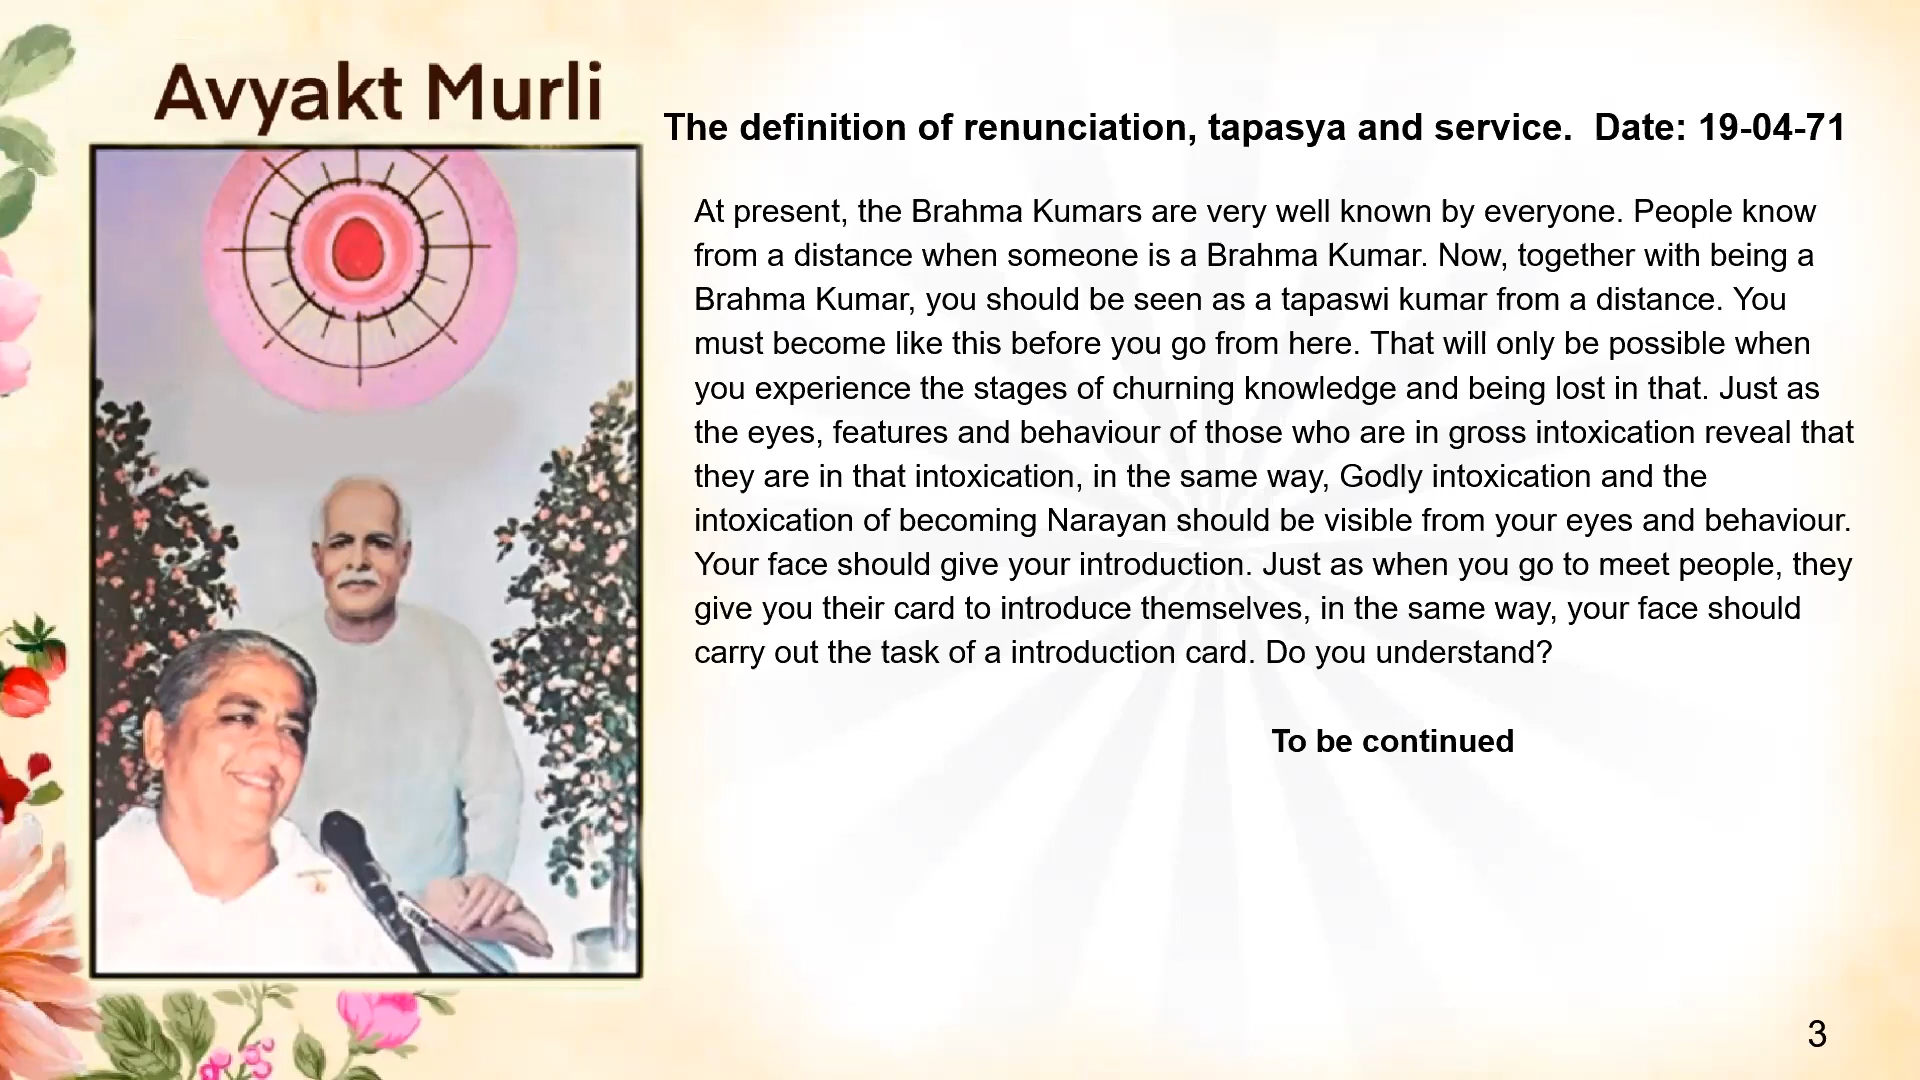 Avyakt Murli
The definition of renunciation, tapasya and service.  Date: 19-04-71
At present, the Brahma Kumars are very well known by everyone. People know
from a distance when someone is a Brahma Kumar. Now, together with being a
Brahma Kumar, you should be seen as a tapaswi kumar from a distance. You
must become like this before you go from here. That will only be possible when
you experience the stages of churning knowledge and being lost in that. Just as
the eyes, features and behaviour of those who are in gross intoxication reveal that
they are in that intoxication, in the same way, Godly intoxication and the
intoxication of becoming Narayan should be visible from your eyes and behaviour.
Your face should give your introduction. Just as when you go to meet people, they
give you their card to introduce themselves, in the same way, your face should
carry out the task of a introduction card. Do you understand?
To be continued
3